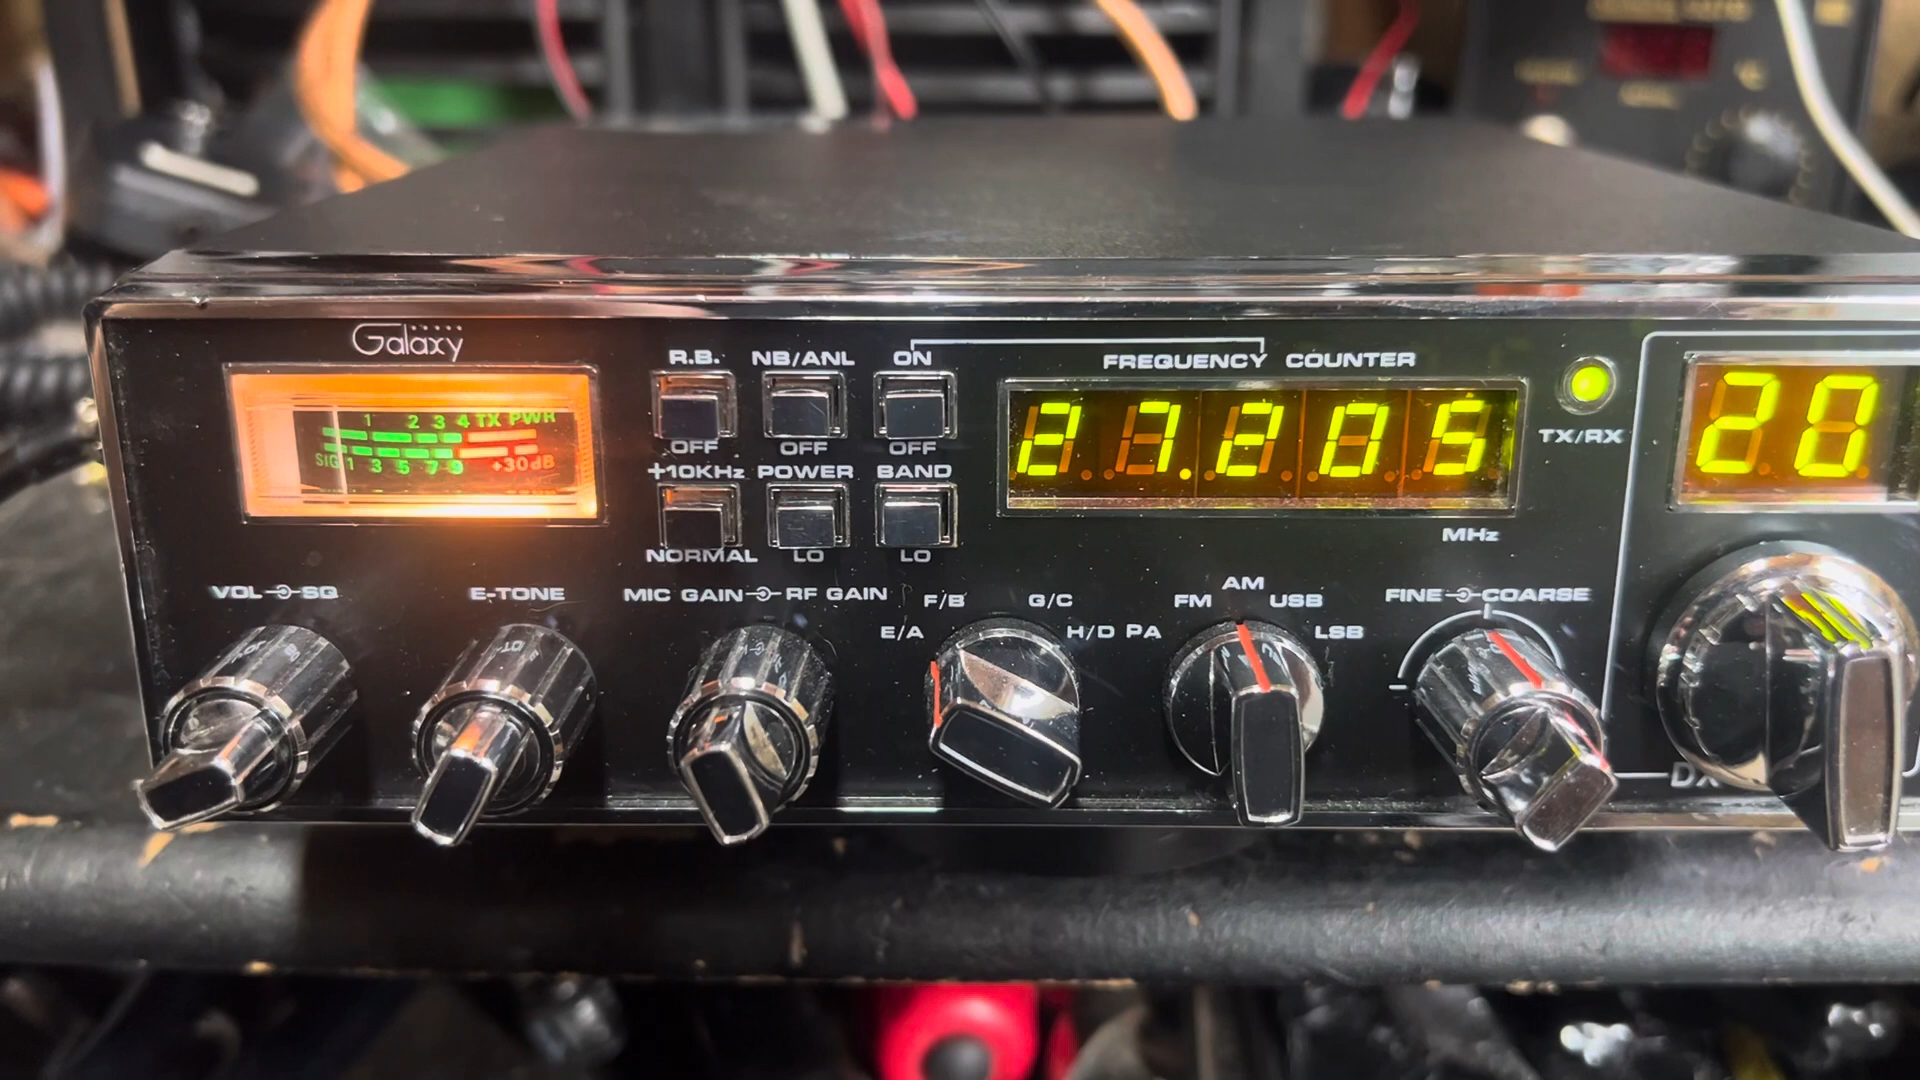 Galaxy
1 2 3 4 TX PWR
SIG 1 3 5 7 9 +30dB
R.B. NB/ANL ON
OFF OFF OFF
+10KHz POWER BAND
NORMAL LO LO
FREQUENCY COUNTER
27.205
MHz
TX/RX
20
VOL SQ
E-TONE
MIC GAIN RF GAIN
E/A F/B G/C H/D
PA FM AM USB LSB
FINE COARSE
DX